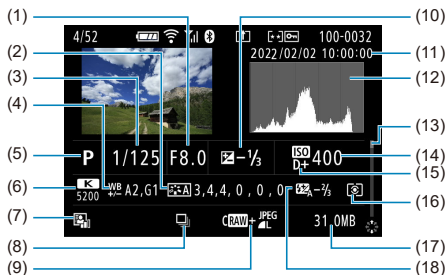 (1) (10)
4/52 100-0032
(2) 2022/02/02 10:00:00 (11)
(3) (12)
(4) (13)
(5) P 1/125 F8.0 −⅓ ISO D+ 400 (14)
(15)
(6) K 5200 WB +/− A2,G1 A 3,4,4,0,0,0 A −⅔ (16)
(7) CRAW+JPEG L 31.0MB
(8) (17)
(9) (18)